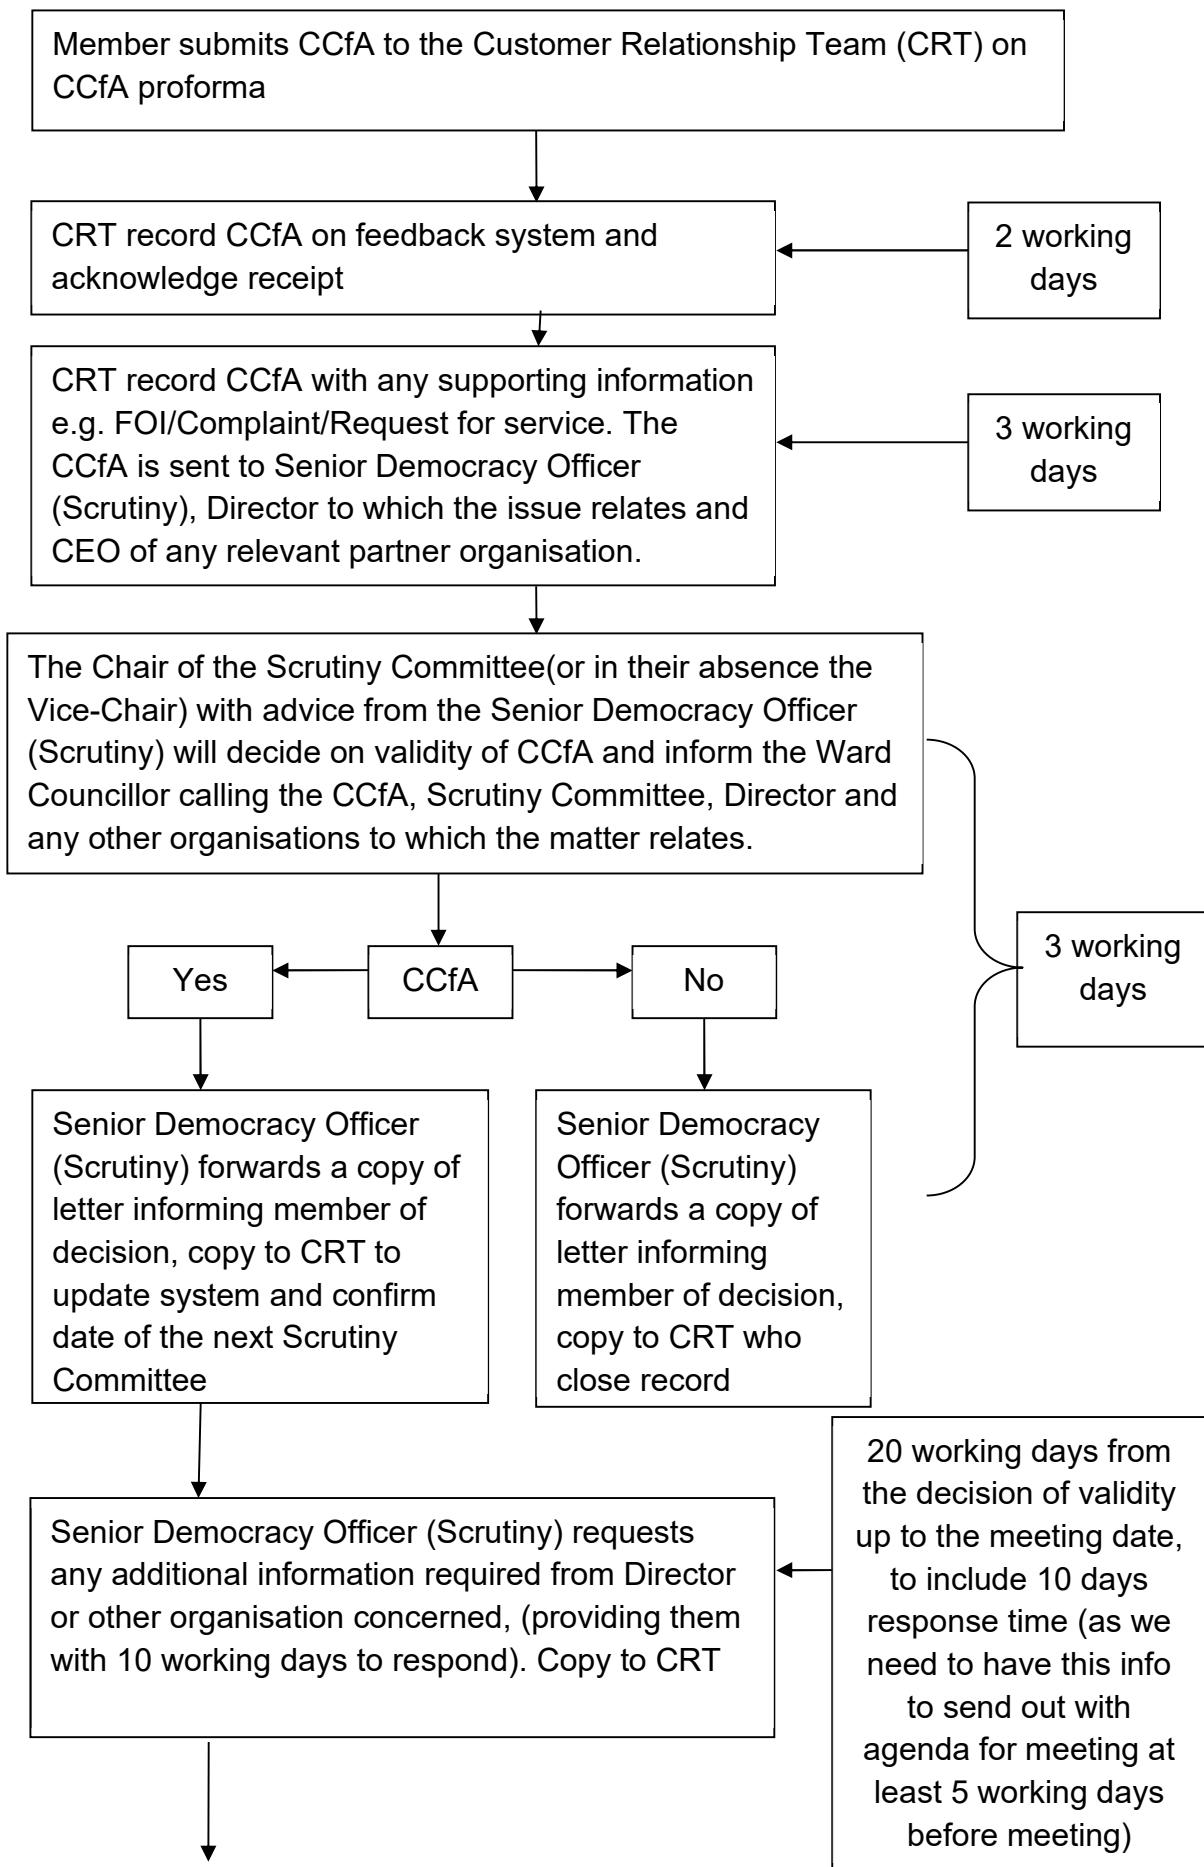 Member submits CCfA to the Customer Relationship Team (CRT) on
CCfA proforma
CRT record CCfA on feedback system and
acknowledge receipt
2 working
days
CRT record CCfA with any supporting information
e.g. FOI/Complaint/Request for service. The
CCfA is sent to Senior Democracy Officer
(Scrutiny), Director to which the issue relates and
CEO of any relevant partner organisation.
3 working
days
The Chair of the Scrutiny Committee(or in their absence the
Vice-Chair) with advice from the Senior Democracy Officer
(Scrutiny) will decide on validity of CCfA and inform the Ward
Councillor calling the CCfA, Scrutiny Committee, Director and
any other organisations to which the matter relates.
3 working
days
Yes
CCfA
No
Senior Democracy Officer
(Scrutiny) forwards a copy of
letter informing member of
decision, copy to CRT to
update system and confirm
date of the next Scrutiny
Committee
Senior Democracy
Officer (Scrutiny)
forwards a copy of
letter informing
member of decision,
copy to CRT who
close record
Senior Democracy Officer (Scrutiny) requests
any additional information required from Director
or other organisation concerned, (providing them
with 10 working days to respond). Copy to CRT
20 working days from
the decision of validity
up to the meeting date,
to include 10 days
response time (as we
need to have this info
to send out with
agenda for meeting at
least 5 working days
before meeting)